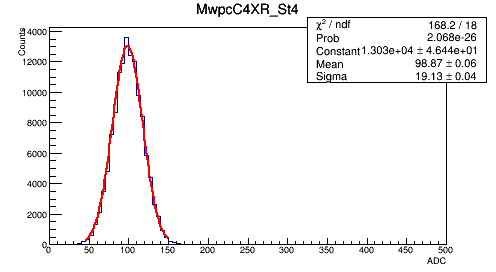 MwpcC4XR_St4
χ² / ndf 168.2 / 18
Prob 2.068e-26
Constant 1.303e+04 ± 4.644e+01
Mean 98.87 ± 0.06
Sigma 19.13 ± 0.04
Counts
14000
12000
10000
8000
6000
4000
2000
0
0 50 100 150 200 250 300 350 400 450 500
ADC